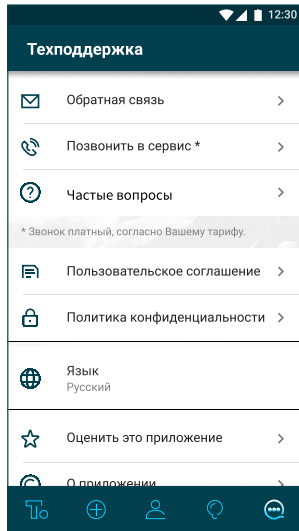 12:30
Техподдержка
Обратная связь
Позвонить в сервис *
Частые вопросы
* Звонок платный, согласно Вашему тарифу.
Пользовательское соглашение
Политика конфиденциальности
Язык
Русский
Оценить это приложение
О приложении